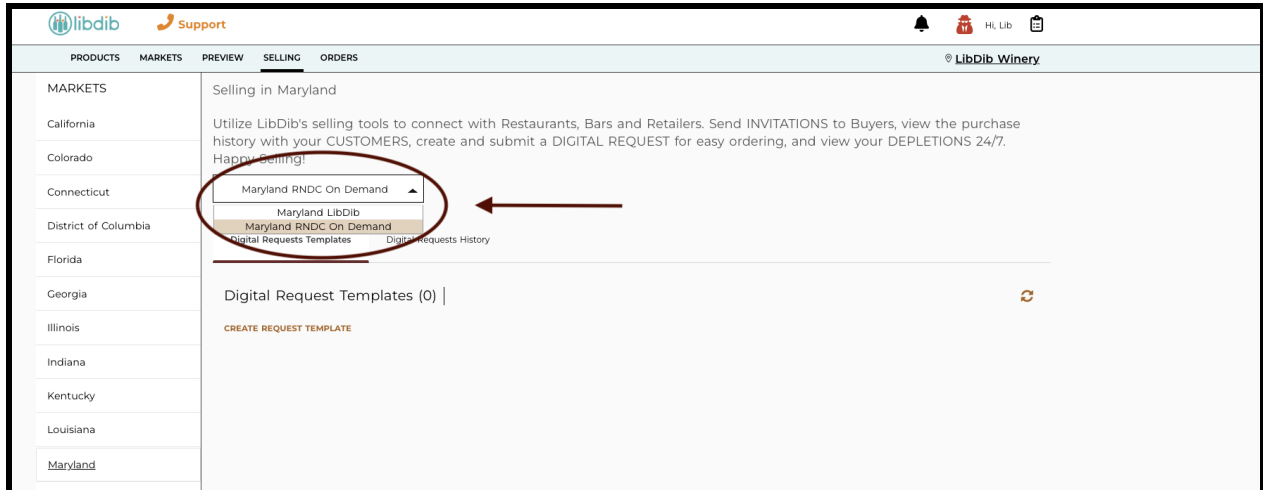 libdib
Support
Hi, Lib
PRODUCTS MARKETS PREVIEW SELLING ORDERS
LibDib Winery
MARKETS
California
Colorado
Connecticut
District of Columbia
Florida
Georgia
Illinois
Indiana
Kentucky
Louisiana
Maryland
Selling in Maryland
Utilize LibDib's selling tools to connect with Restaurants, Bars and Retailers. Send INVITATIONS to Buyers, view the purchase
history with your CUSTOMERS, create and submit a DIGITAL REQUEST for easy ordering, and view your DEPLETIONS 24/7.
Happy Selling!
Maryland RNDC On Demand
Maryland LibDib
Maryland RNDC On Demand
Digital Requests Templates Digital Requests History
Digital Request Templates (0)
CREATE REQUEST TEMPLATE